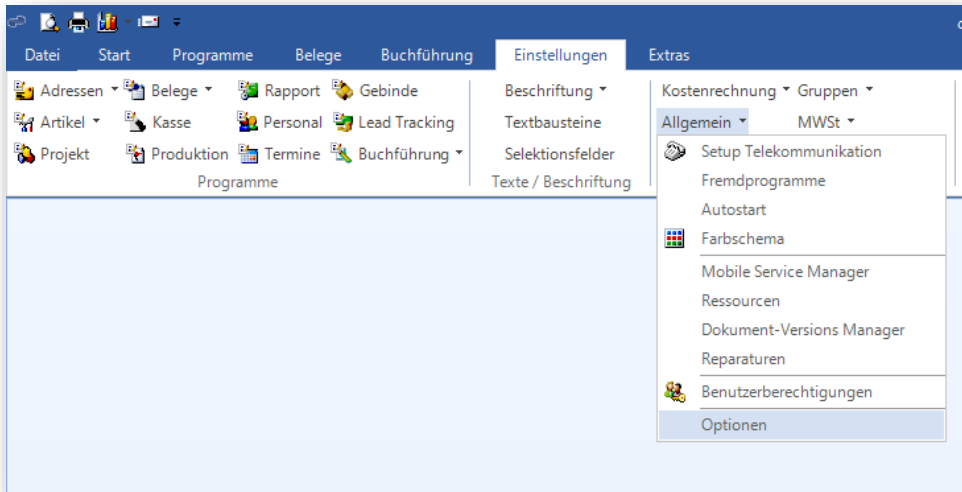 Datei Start Programme Belege Buchführung Einstellungen Extras
Adressen Belege Rapport Gebinde Beschriftung Kostenrechnung Gruppen
Artikel Kasse Personal Lead Tracking Textbausteine Allgemein MWSt
Projekt Produktion Termine Buchführung Selektionsfelder
Programme Texte / Beschriftung
Setup Telekommunikation
Fremdprogramme
Autostart
Farbschema
Mobile Service Manager
Ressourcen
Dokument-Versions Manager
Reparaturen
Benutzerberechtigungen
Optionen